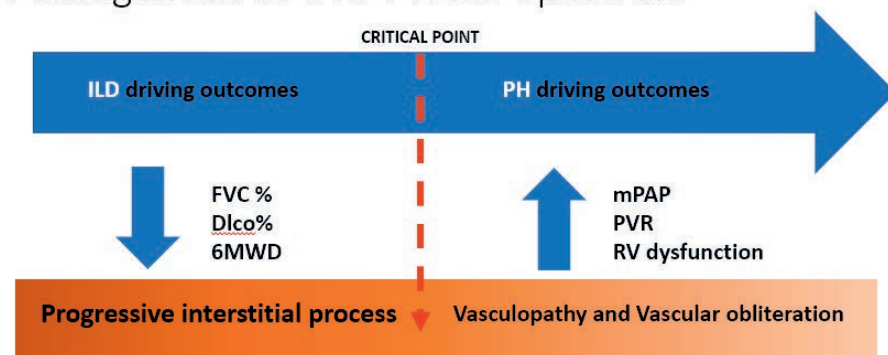 CRITICAL POINT
ILD driving outcomes
PH driving outcomes
FVC %
Dlco%
6MWD
mPAP
PVR
RV dysfunction
Progressive interstitial process
Vasculopathy and Vascular obliteration